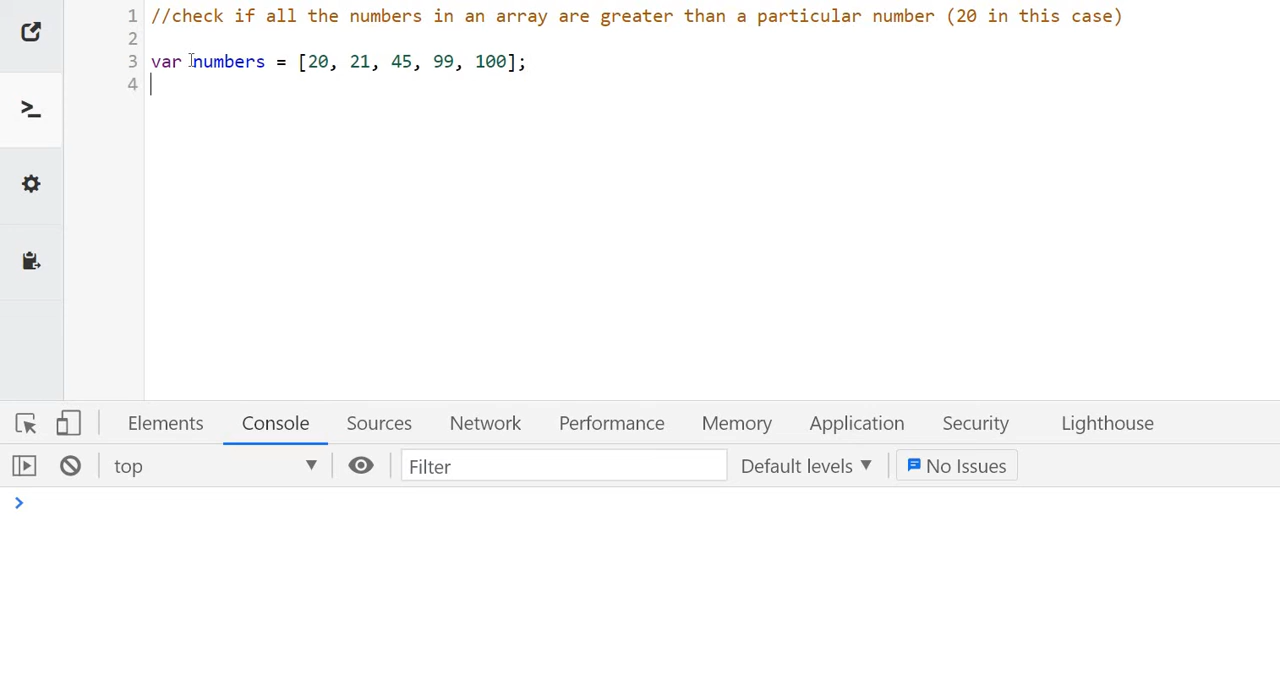 1 //check if all the numbers in an array are greater than a particular number (20 in this case)
2
3 var numbers = [20, 21, 45, 99, 100];
4
>_
Elements Console Sources Network Performance Memory Application Security Lighthouse
top ▼ Filter Default levels ▼ No Issues
>